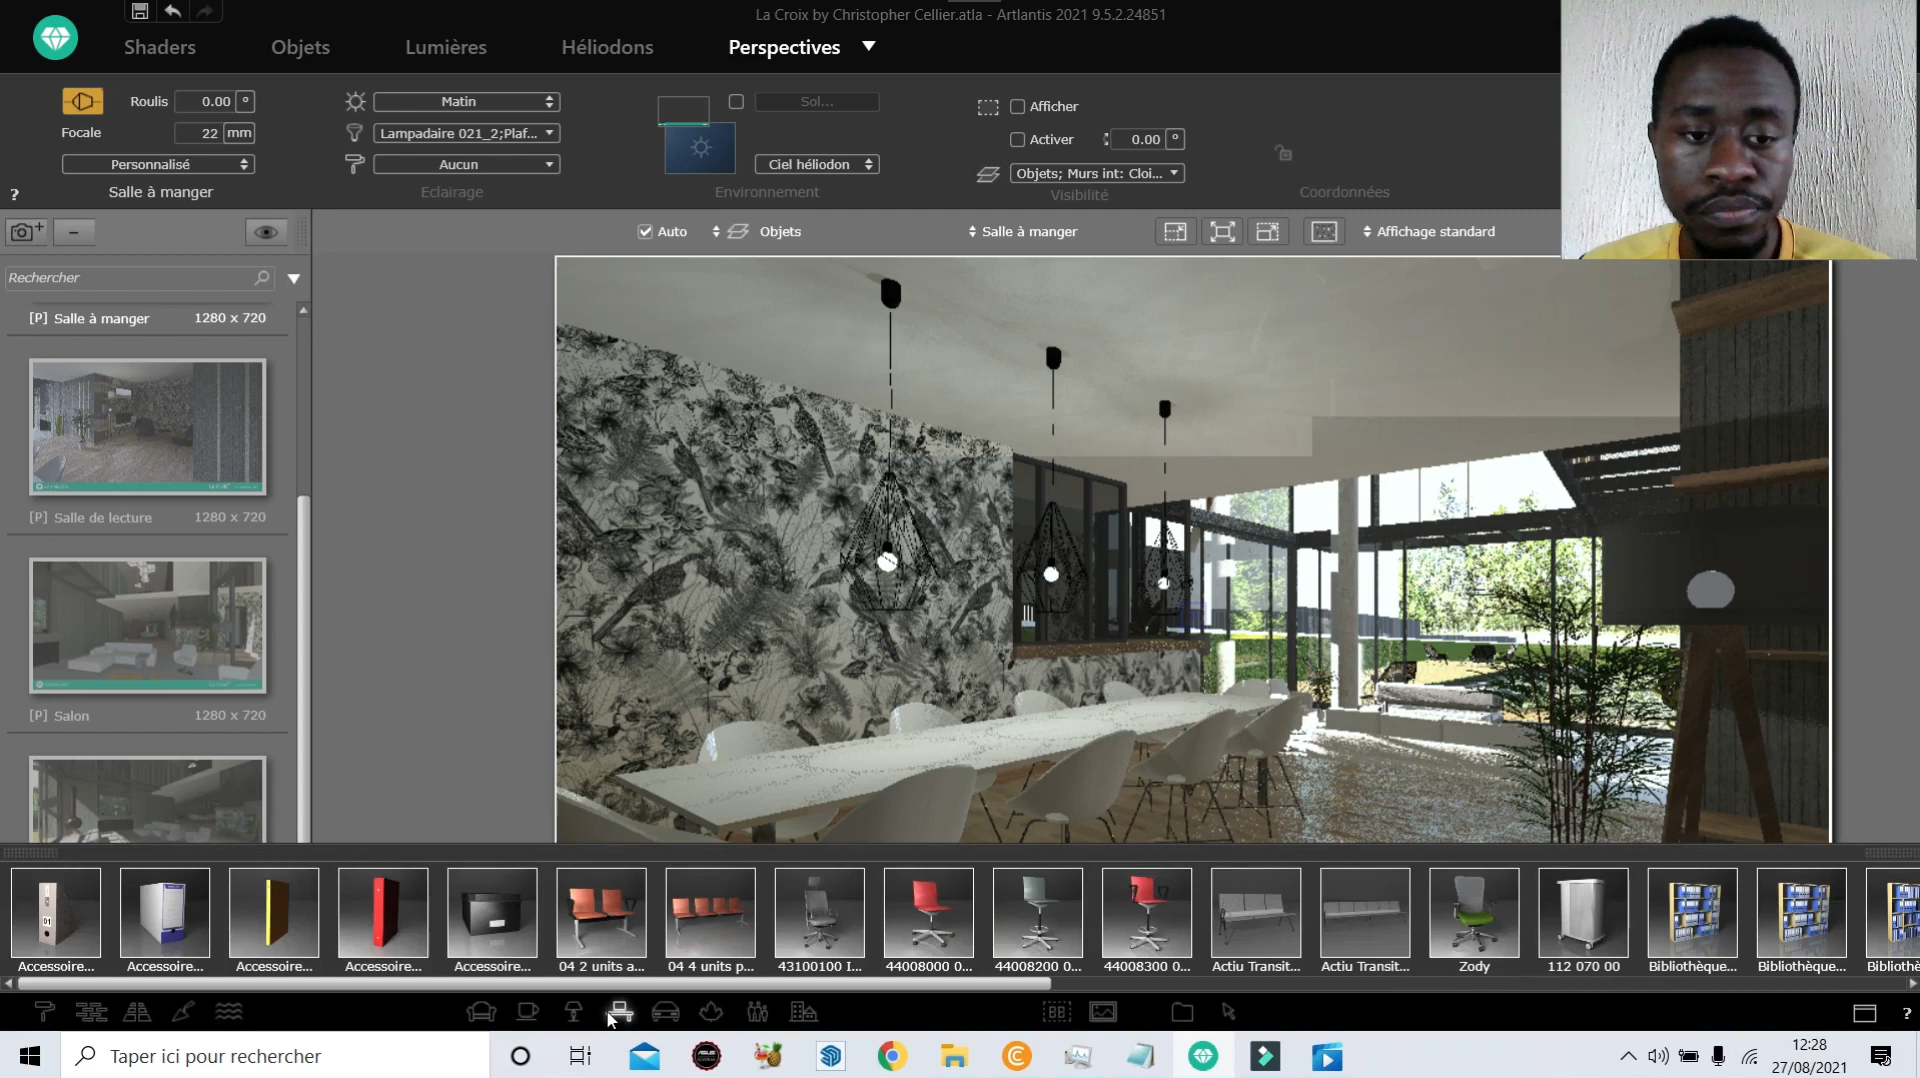 La Croix by Christopher Cellier.atla - Artlantis 2021 9.5.2.24851
Shaders
Objets
Lumières
Héliodons
Perspectives
Roulis 0.00 °
Matin
Sol...
Afficher
Focale 22 mm
Lampadaire 021_2;Plaf...
Activer 0.00 °
Personnalisé
Aucun
Ciel héliodon
Objets; Murs int: Cloi...
? Salle à manger
Eclairage
Environnement
Visibilité
Coordonnées
Auto
Objets
Salle à manger
Affichage standard
Rechercher
[P] Salle à manger 1280 x 720
[P] Salle de lecture 1280 x 720
[P] Salon 1280 x 720
Accessoire...
Accessoire...
Accessoire...
Accessoire...
Accessoire...
04 2 units a...
04 4 units p...
43100100 I...
44008000 0...
44008200 0...
44008300 0...
Actiu Transit...
Actiu Transit...
Zody
112 070 00
Bibliothèque...
Bibliothèque...
Biblioth
BB
?
Taper ici pour rechercher
12:28
27/08/2021